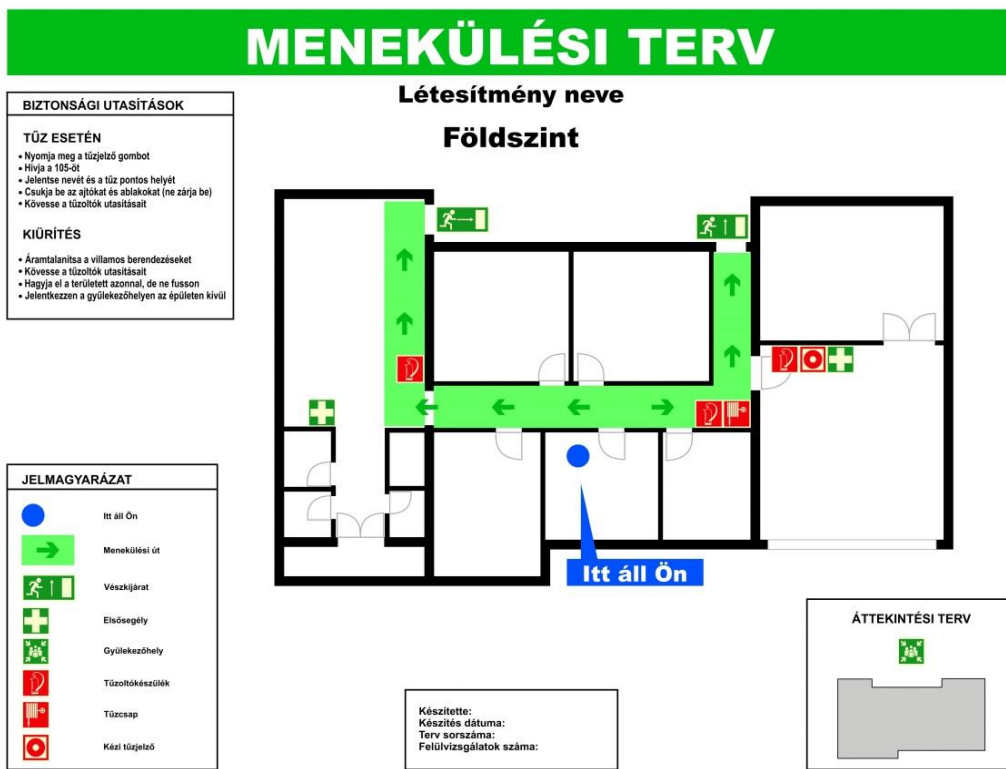 MENEKÜLÉSI TERV
Létesítmény neve
Földszint
BIZTONSÁGI UTASÍTÁSOK
TŰZ ESETÉN
• Nyomja meg a tűzjelző gombot
• Hívja a 105-öt
• Jelentse nevét és a tűz pontos helyét
• Csukja be az ajtókat és ablakokat (ne zárja be)
• Kövesse a tűzoltók utasításait
KIÜRÍTÉS
• Áramtalanítsa a villamos berendezéseket
• Kövesse a tűzoltók utasításait
• Hagyja el a területett azonnal, de ne fusson
• Jelentkezzen a gyűlekezőhelyen az épületen kívül
Itt áll Ön
JELMAGYARÁZAT
Itt áll Ön
Menekülési út
Vészkijárat
Elsősegély
Gyülekezőhely
Tűzoltókészülék
Tűzcsap
Kézi tűzjelző
Készítette:
Készítés dátuma:
Terv sorszáma:
Felülvizsgálatok száma:
ÁTTEKINTÉSI TERV